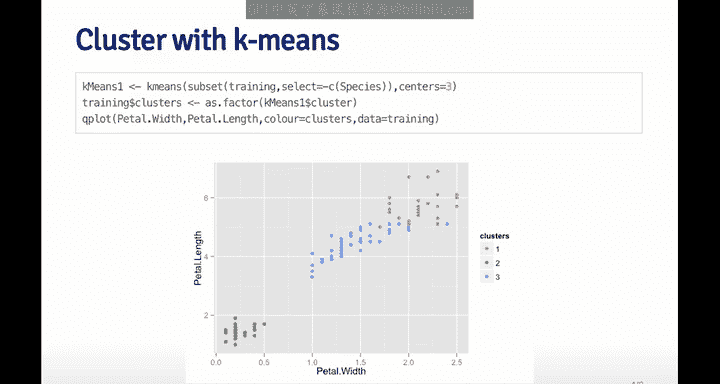 Cluster with k-means
kMeans1 <- kmeans(subset(training,select=-c(Species)),centers=3)
training$clusters <- as.factor(kMeans1$cluster)
qplot(Petal.Width,Petal.Length,colour=clusters,data=training)
Petal.Length
6
4
2
0.0 0.5 1.0 1.5 2.0 2.5
Petal.Width
clusters
1
2
3